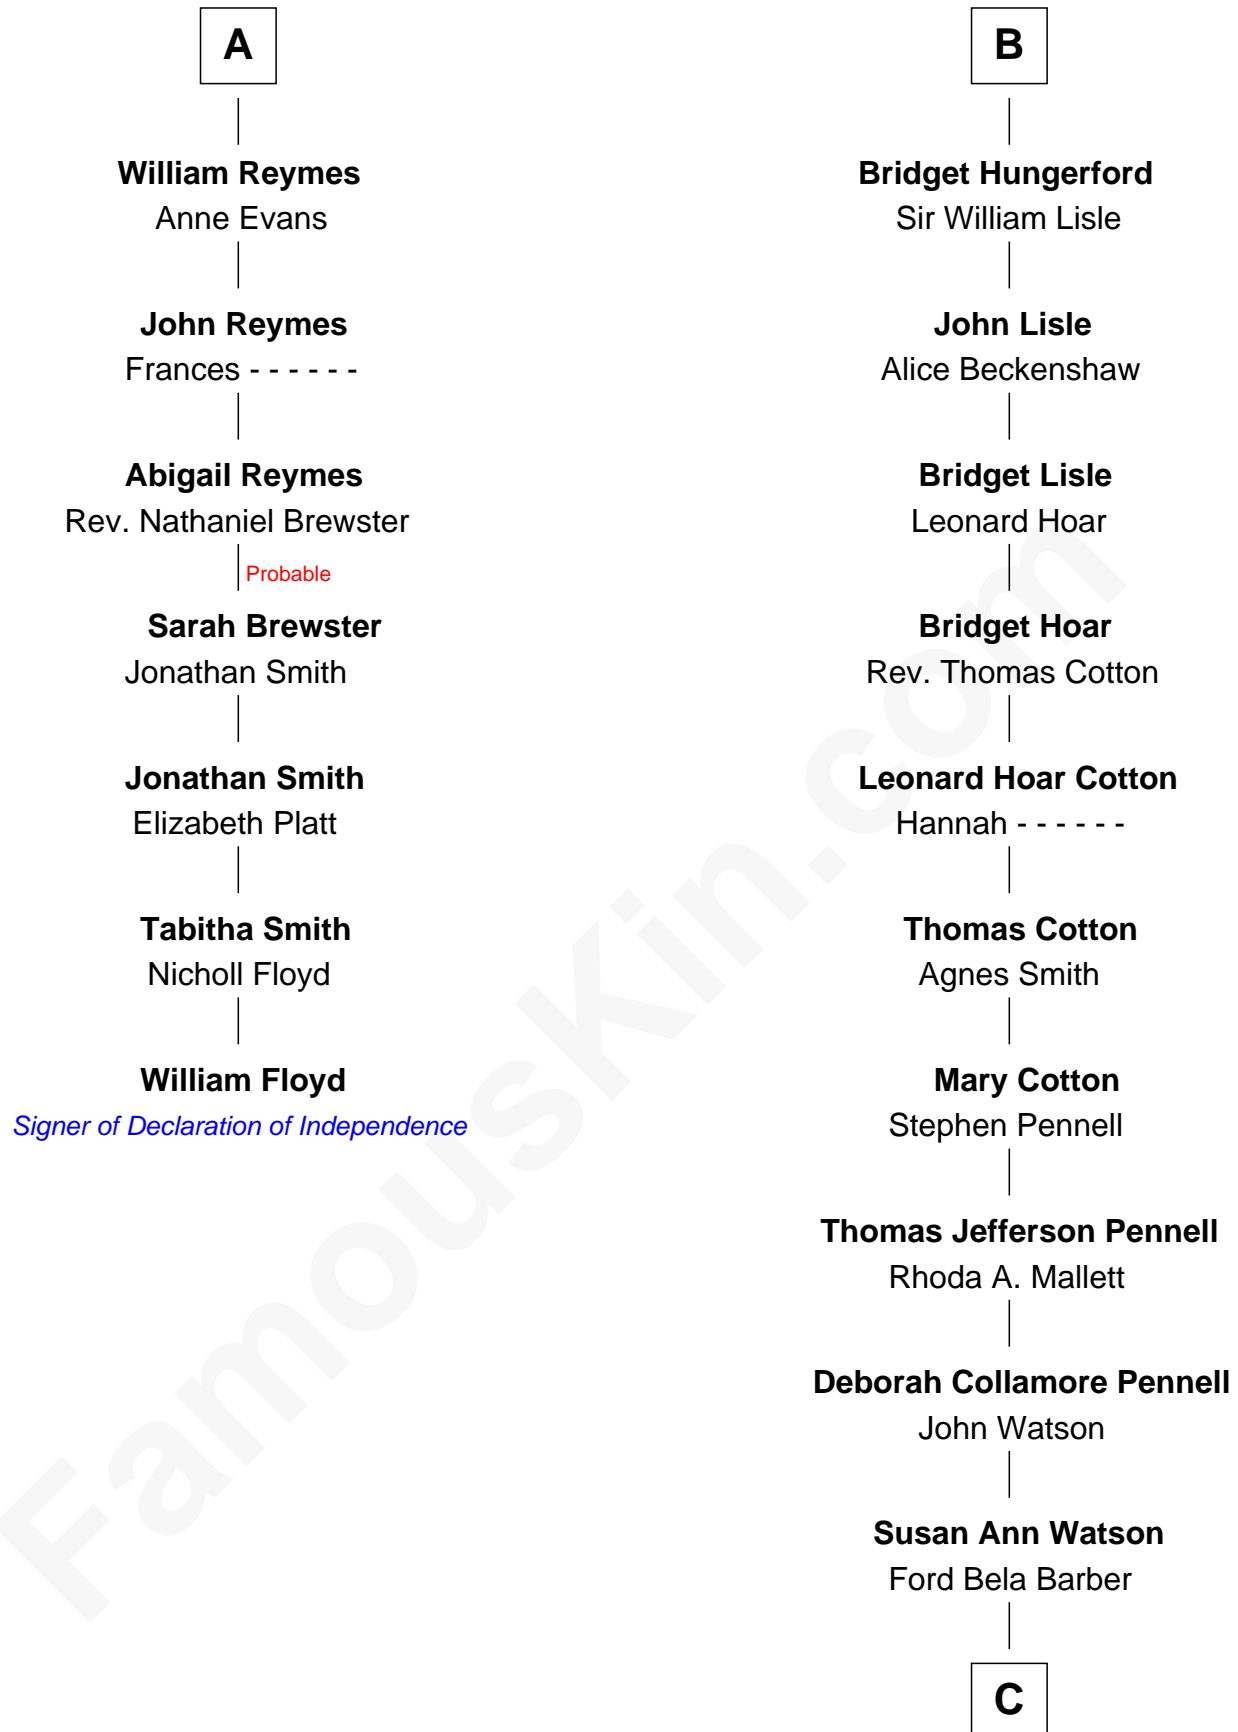 A
William Reymes
Anne Evans
John Reymes
Frances - - - - - -
Abigail Reymes
Rev. Nathaniel Brewster
Probable
Sarah Brewster
Jonathan Smith
Jonathan Smith
Elizabeth Platt
Tabitha Smith
Nicholl Floyd
William Floyd
Signer of Declaration of Independence
B
Bridget Hungerford
Sir William Lisle
John Lisle
Alice Beckenshaw
Bridget Lisle
Leonard Hoar
Bridget Hoar
Rev. Thomas Cotton
Leonard Hoar Cotton
Hannah - - - - - -
Thomas Cotton
Agnes Smith
Mary Cotton
Stephen Pennell
Thomas Jefferson Pennell
Rhoda A. Mallett
Deborah Collamore Pennell
John Watson
Susan Ann Watson
Ford Bela Barber
C
FamousKin.com